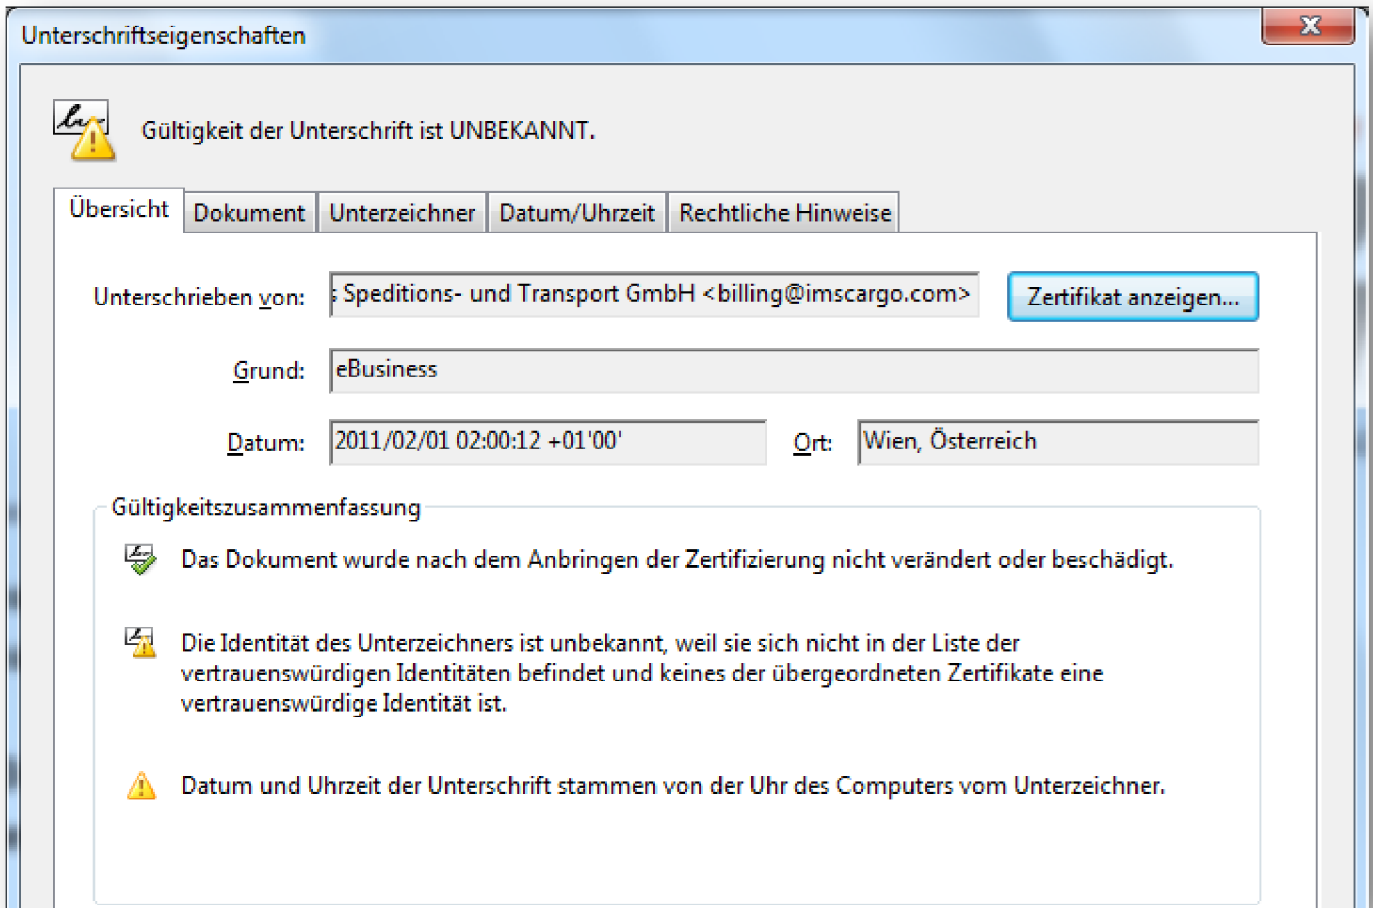 Unterschriftseigenschaften
Gültigkeit der Unterschrift ist UNBEKANNT.
Übersicht Dokument Unterzeichner Datum/Uhrzeit Rechtliche Hinweise
Unterschrieben von: Speditions- und Transport GmbH <billing@imscargo.com> Zertifikat anzeigen...
Grund: eBusiness
Datum: 2011/02/01 02:00:12 +01'00' Ort: Wien, Österreich
Gültigkeitszusammenfassung
Das Dokument wurde nach dem Anbringen der Zertifizierung nicht verändert oder beschädigt.
Die Identität des Unterzeichners ist unbekannt, weil sie sich nicht in der Liste der
vertrauenswürdigen Identitäten befindet und keines der übergeordneten Zertifikate eine
vertrauenswürdige Identität ist.
Datum und Uhrzeit der Unterschrift stammen von der Uhr des Computers vom Unterzeichner.